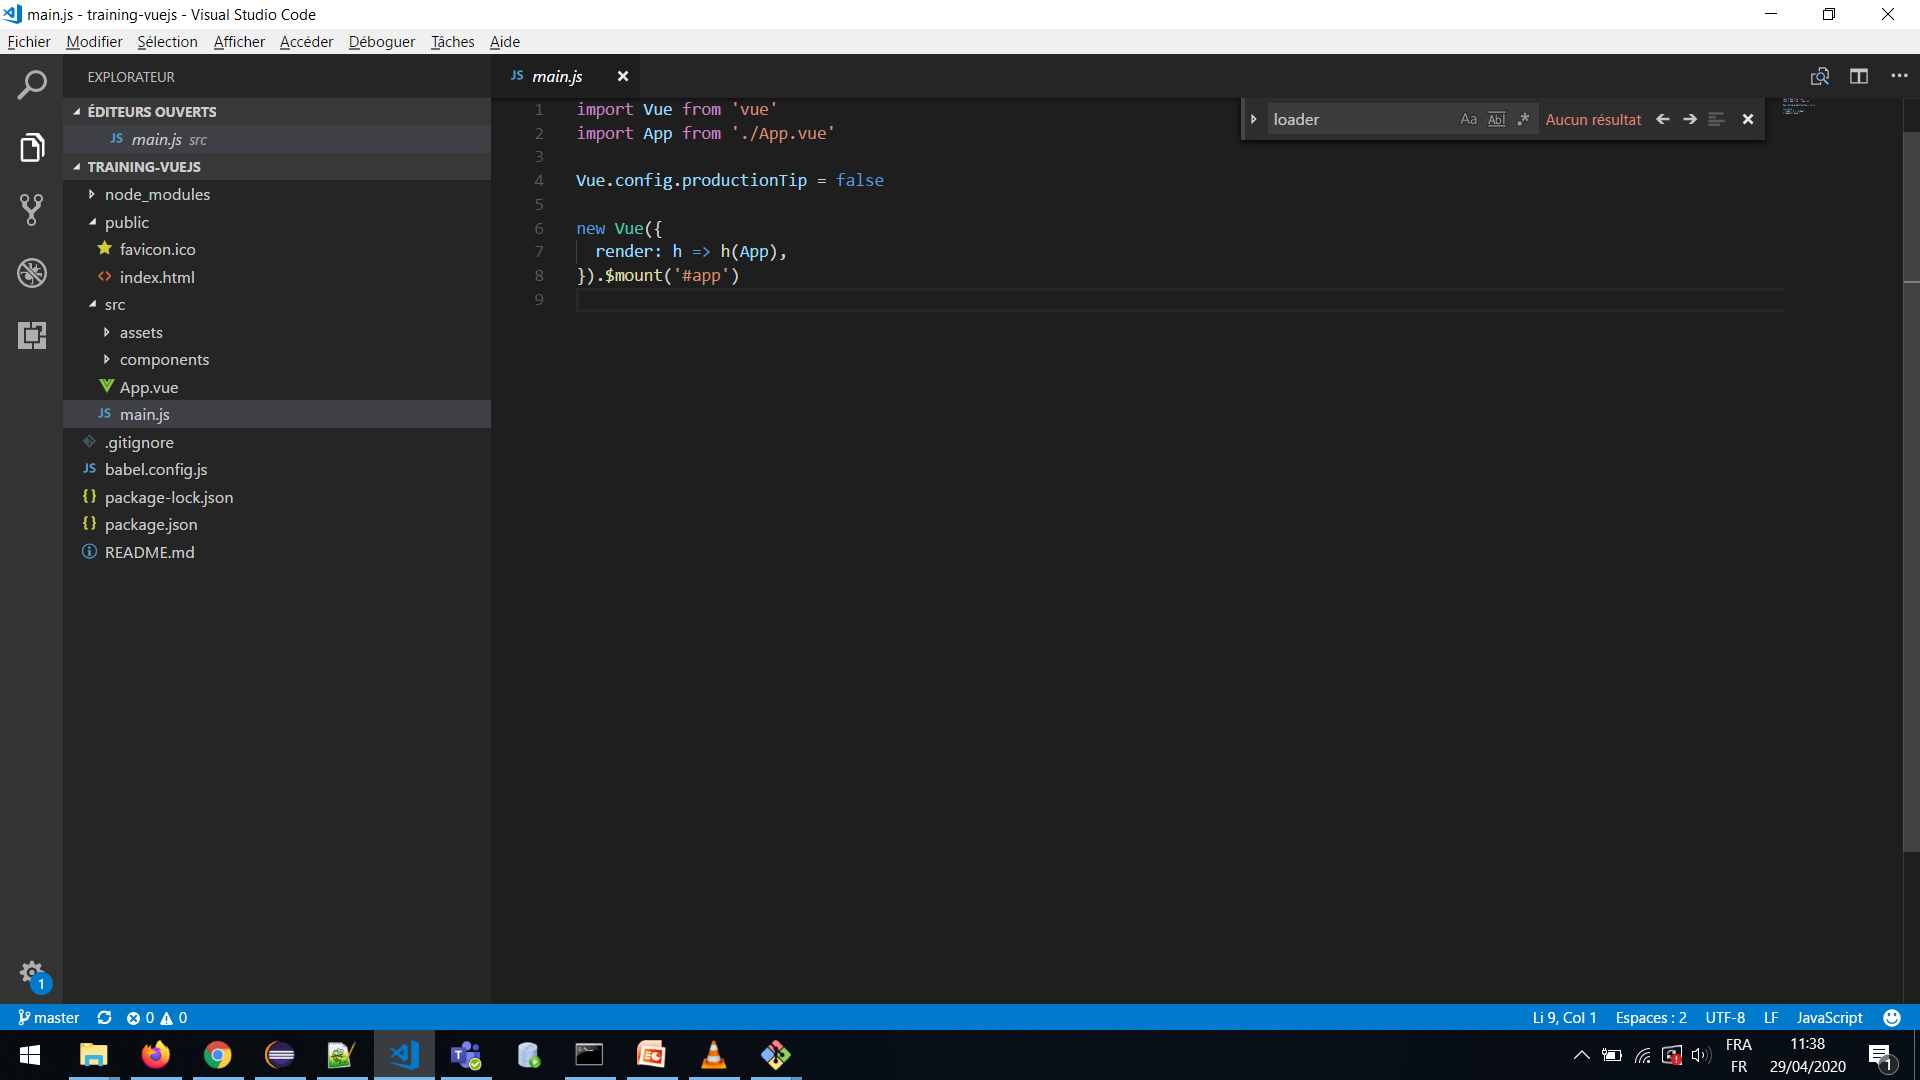 main.js - training-vuejs - Visual Studio Code
Fichier Modifier Sélection Afficher Accéder Déboguer Tâches Aide
EXPLORATEUR
ÉDITEURS OUVERTS
JS main.js src
TRAINING-VUEJS
node_modules
public
favicon.ico
<> index.html
src
assets
components
App.vue
JS main.js
.gitignore
JS babel.config.js
{} package-lock.json
{} package.json
README.md
1
JS main.js
loader Aa Abl .* Aucun résultat
1 import Vue from 'vue'
2 import App from './App.vue'
3
4 Vue.config.productionTip = false
5
6 new Vue({
7 render: h => h(App),
8 }).$mount('#app')
9
master 0 0 Li 9, Col 1 Espaces : 2 UTF-8 LF JavaScript
FRA
FR
11:38
29/04/2020
1